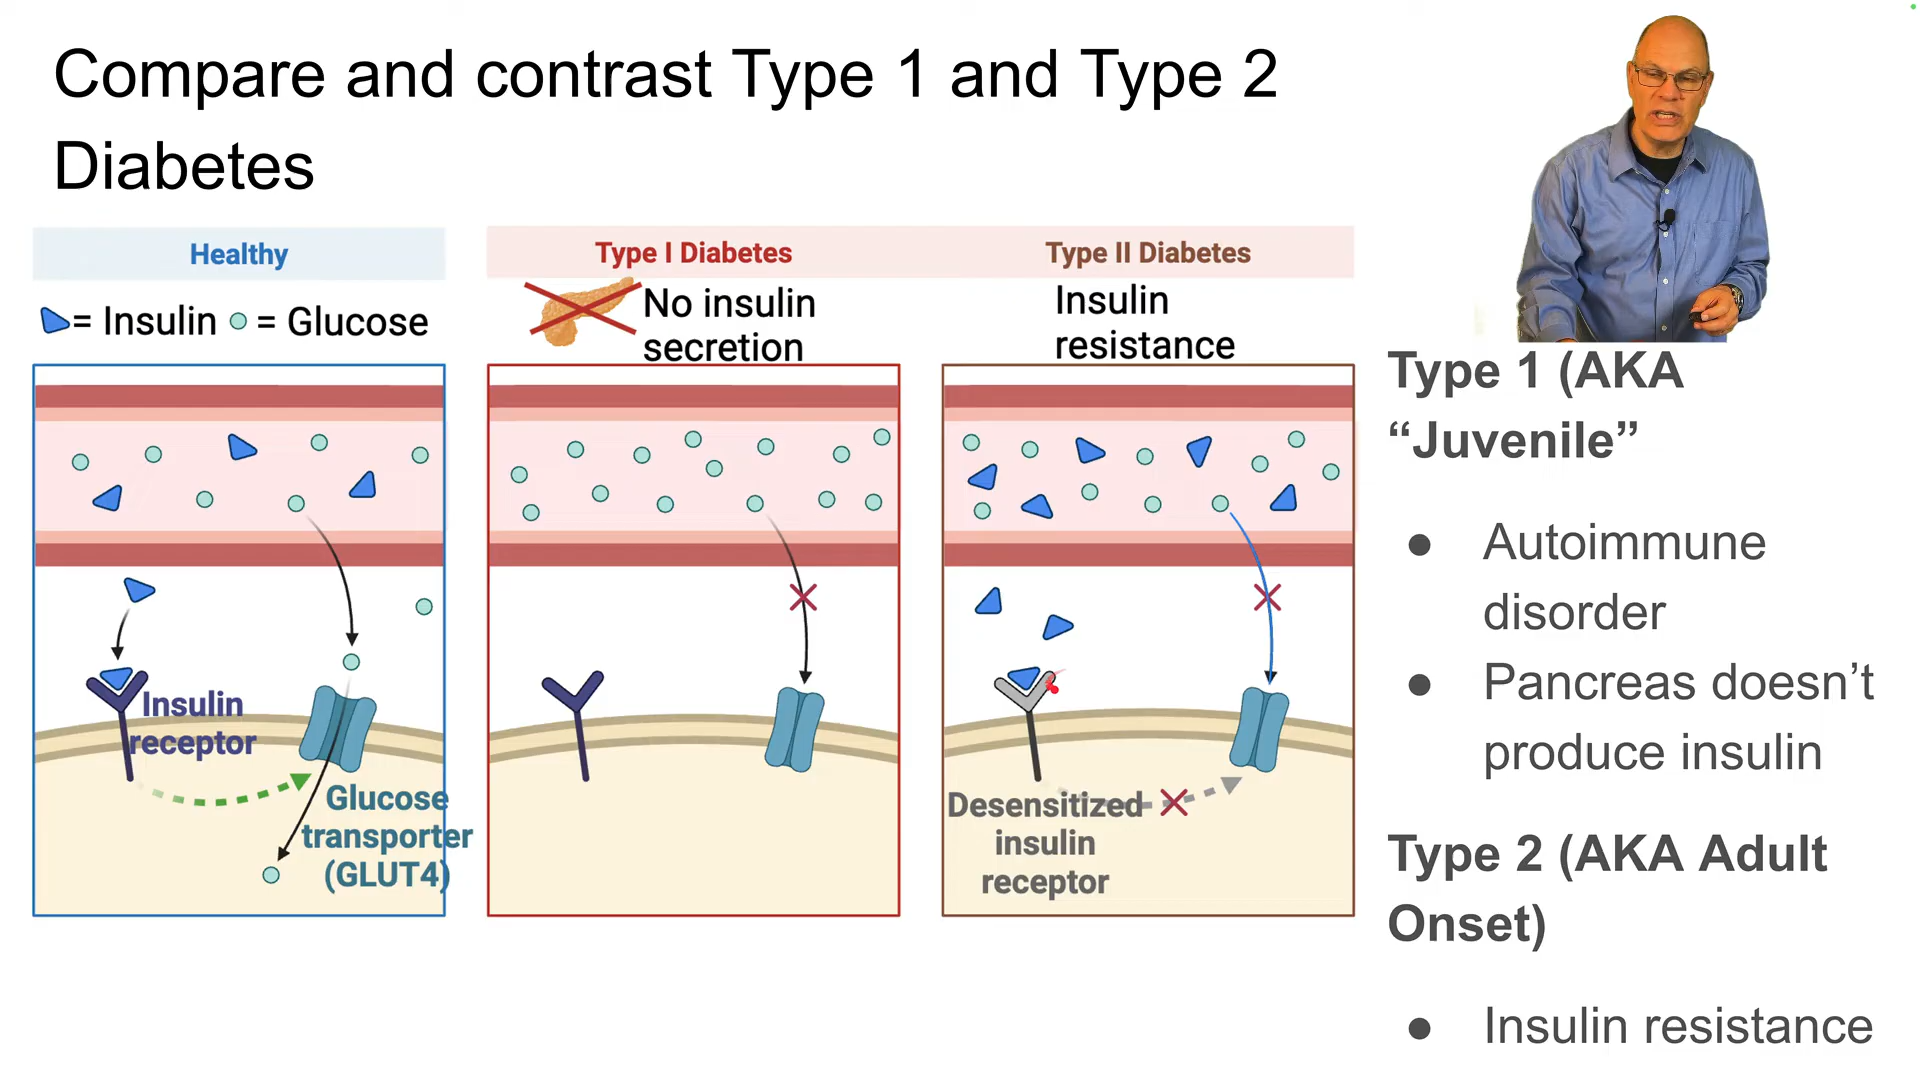 Compare and contrast Type 1 and Type 2
Diabetes
Healthy
= Insulin = Glucose
Insulin
receptor
Glucose
transporter
(GLUT4)
Type I Diabetes
No insulin
secretion
Type II Diabetes
Insulin
resistance
Desensitized
insulin
receptor
Type 1 (AKA
“Juvenile”
● Autoimmune
disorder
● Pancreas doesn’t
produce insulin
Type 2 (AKA Adult
Onset)
● Insulin resistance